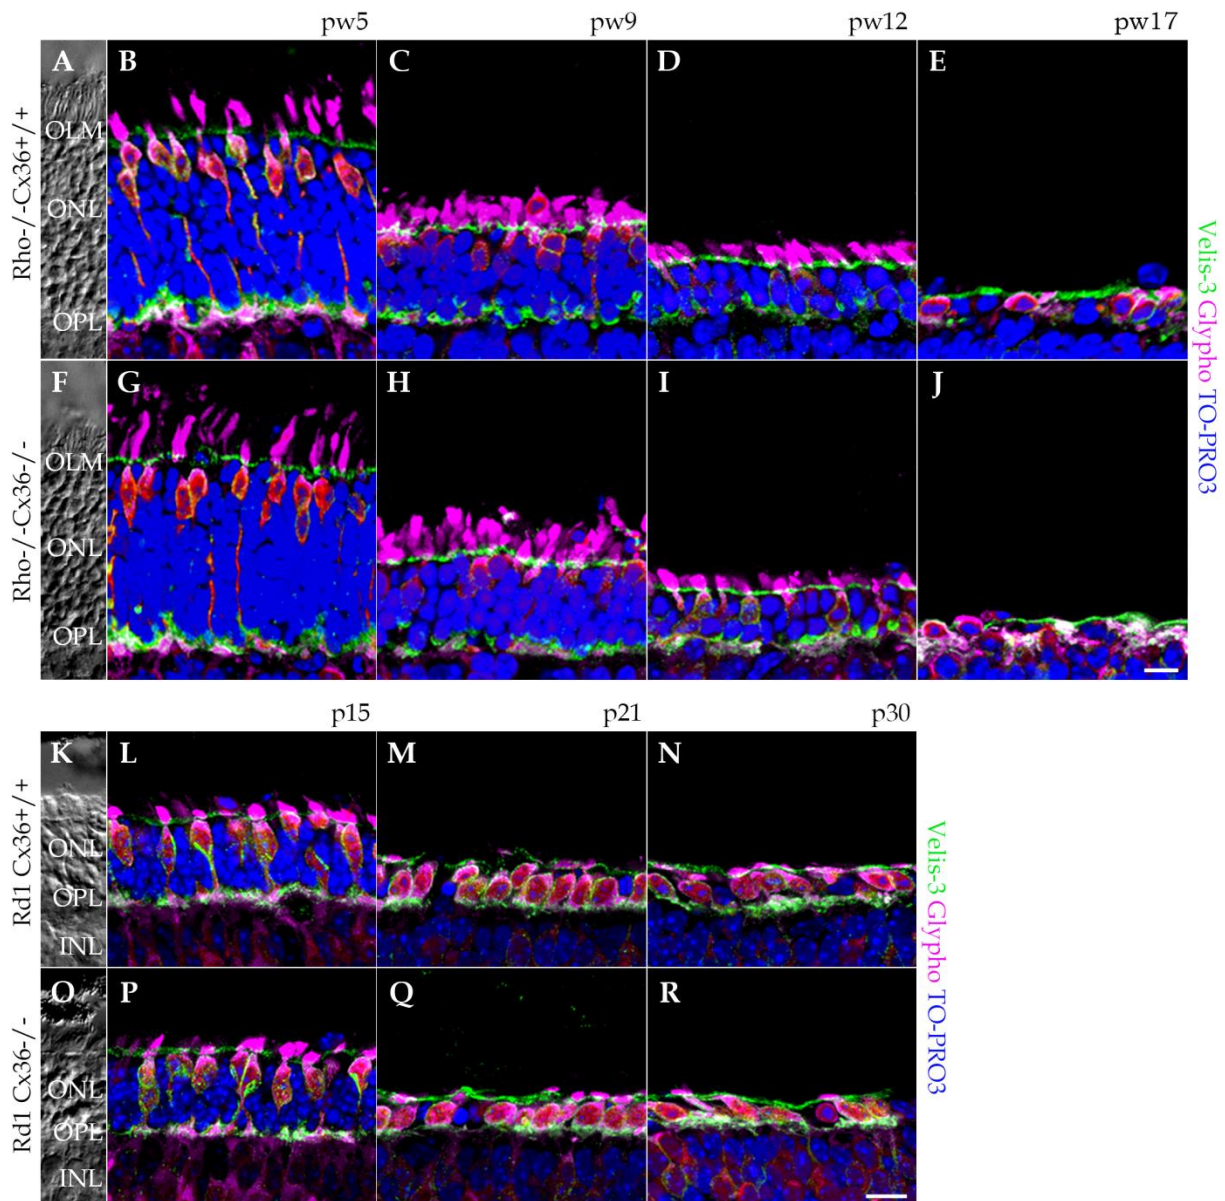 pw5 pw9 pw12 pw17
A B C D E
Rho-/-Cx36+/+
OLM
ONL
OPL
F G H I J
Rho-/-Cx36-/-
OLM
ONL
OPL
Velis-3 Glypho TO-PRO3
p15 p21 p30
K L M N
Rd1 Cx36+/+
ONL
OPL
INL
O P Q R
Rd1 Cx36-/-
ONL
OPL
INL
Velis-3 Glypho TO-PRO3